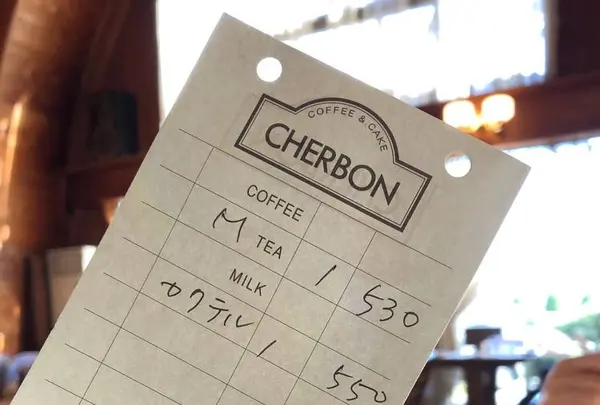 COFFEE & CAKE
CHERBON
COFFEE
M TEA 1 530
MILK
カクテル 1 550